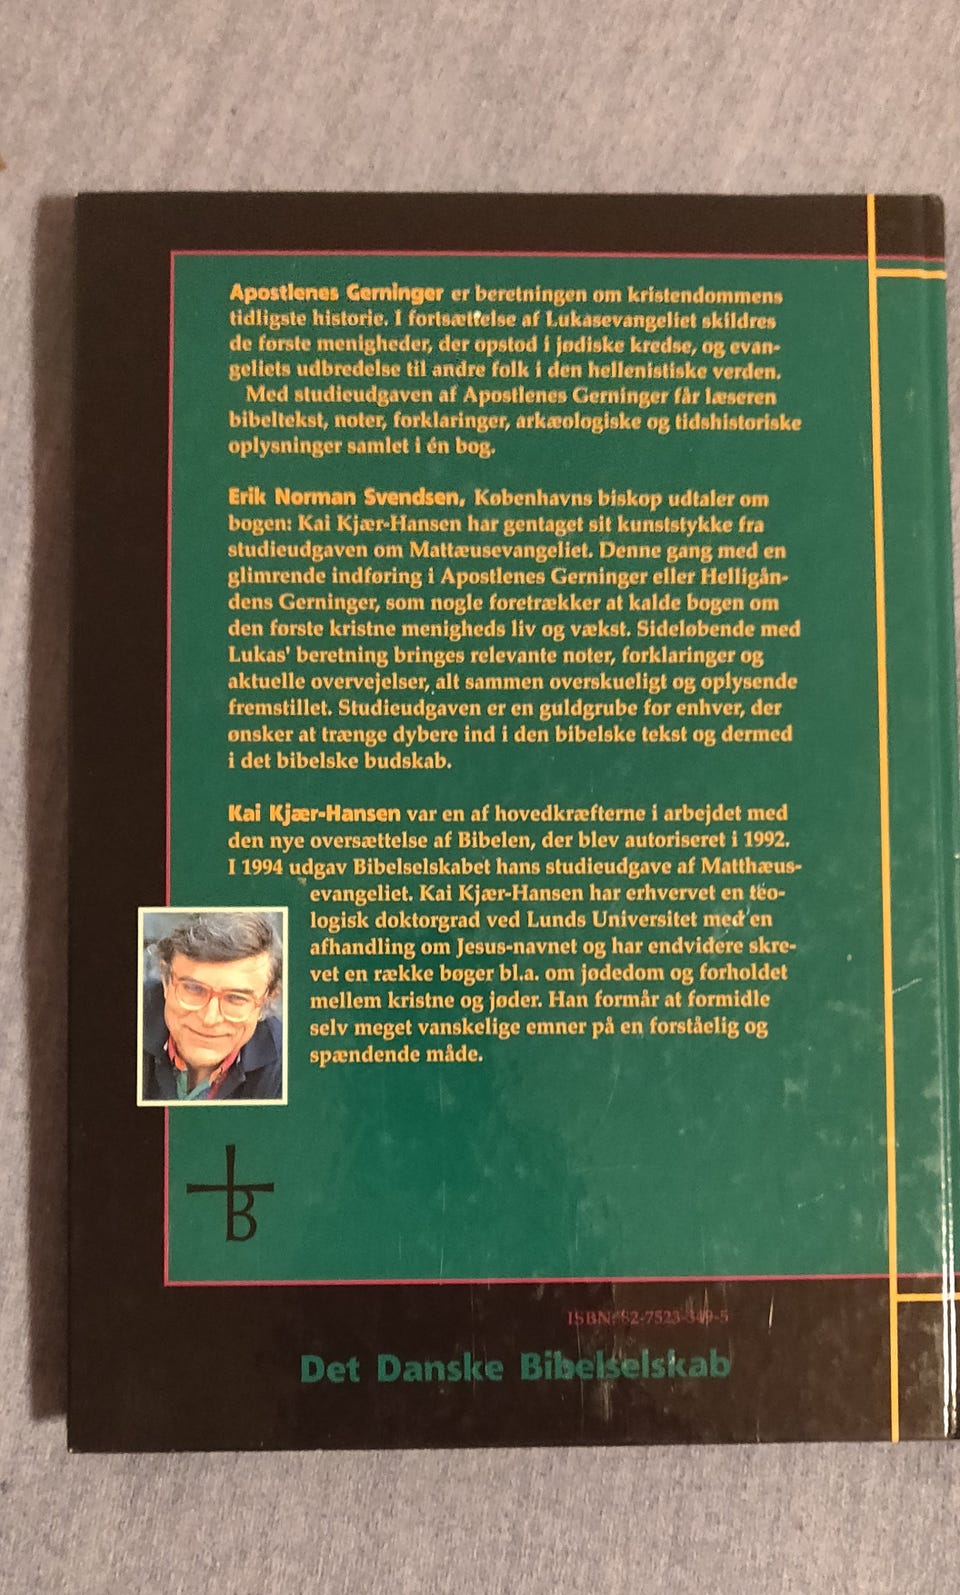 Apostlenes Gerninger er beretningen om kristendommens
tidligste historie. I fortsættelse af Lukasevangeliet skildres
de første menigheder, der opstod i jødiske kredse, og evan-
geliets udbredelse til andre folk i den hellenistiske verden.
Med studieudgaven af Apostlenes Gerninger får læseren
bibeltekst, noter, forklaringer, arkæologiske og tidshistoriske
oplysninger samlet i én bog.
Erik Norman Svendsen, Københavns biskop udtaler om
bogen: Kai Kjær-Hansen har gentaget sit kunststykke fra
studieudgaven om Mattæusevangeliet. Denne gang med en
glimrende indføring i Apostlenes Gerninger eller Helligån-
dens Gerninger, som nogle foretrækker at kalde bogen om
den første kristne menigheds liv og vækst. Sideløbende med
Lukas' beretning bringes relevante noter, forklaringer og
aktuelle overvejelser, alt sammen overskueligt og oplysende
fremstillet. Studieudgaven er en guldgrube for enhver, der
ønsker at trænge dybere ind i den bibelske tekst og dermed
i det bibelske budskab.
Kai Kjær-Hansen var en af hovedkræfterne i arbejdet med
den nye oversættelse af Bibelen, der blev autoriseret i 1992.
I 1994 udgav Bibelselskabet hans studieudgave af Matthæus-
evangeliet. Kai Kjær-Hansen har erhvervet en teo-
logisk doktorgrad ved Lunds Universitet med en
afhandling om Jesus-navnet og har endvidere skre-
vet en række bøger bl.a. om jødedom og forholdet
mellem kristne og jøder. Han formår at formidle
selv meget vanskelige emner på en forståelig og
spændende måde.
B
ISBN: 82-7523-349-5
Det Danske Bibelselskab